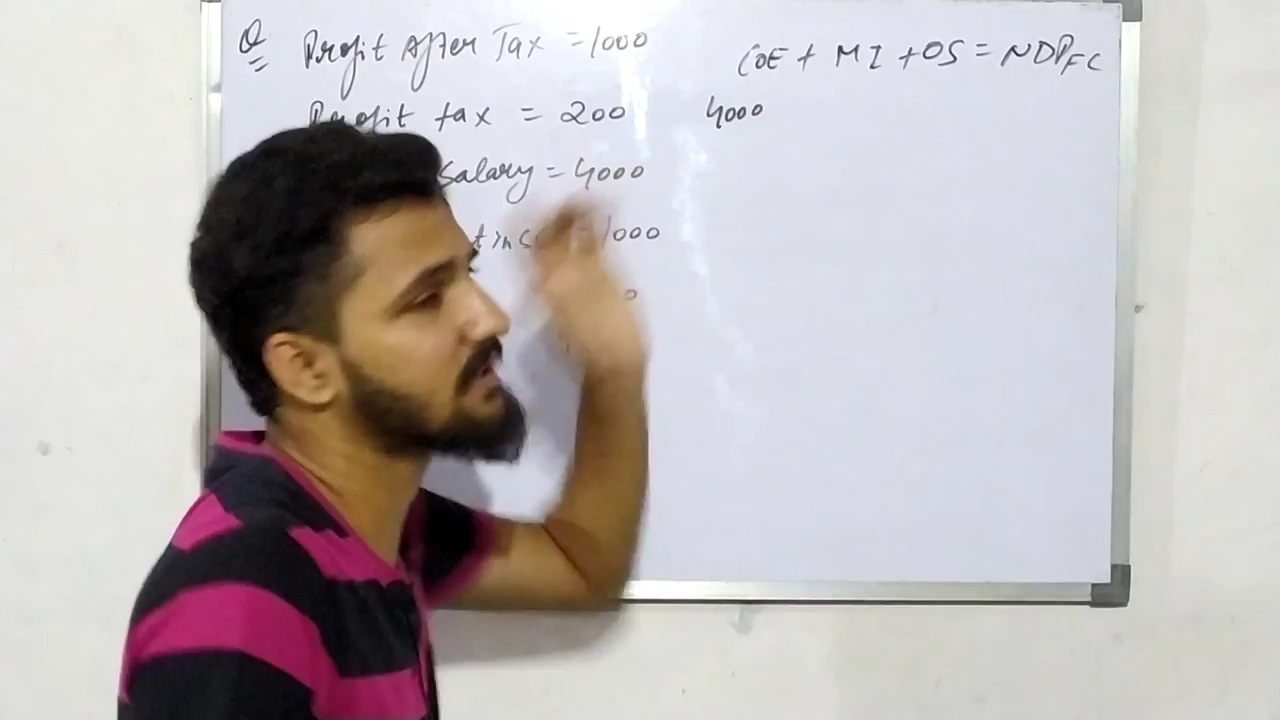 Q Profit After Tax = 1000
Profit tax = 200
Salary = 4000
= 1000
COE + MI + OS = NDPFC
4000